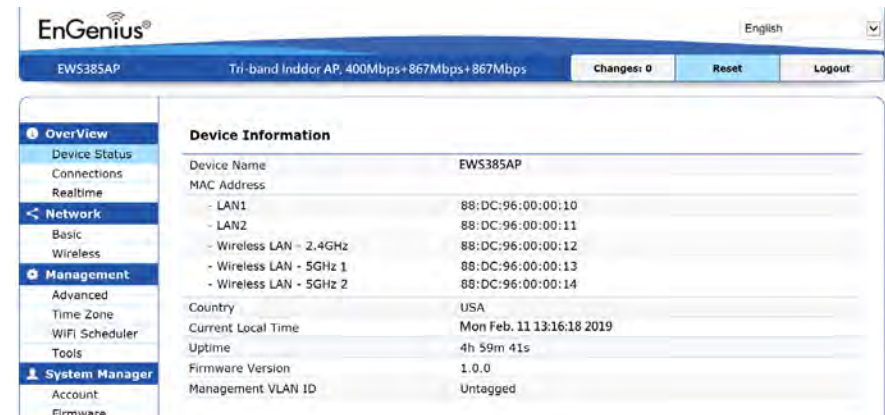 EnGenius®
English
EWS385AP
Tri-band Inddor AP, 400Mbps+867Mbps+867Mbps
Changes: 0
Reset
Logout
OverView
Device Status
Connections
Realtime
Network
Basic
Wireless
Management
Advanced
Time Zone
WiFi Scheduler
Tools
System Manager
Account
Firmware
Device Information
Device Name EWS385AP
MAC Address
- LAN1 88:DC:96:00:00:10
- LAN2 88:DC:96:00:00:11
- Wireless LAN - 2.4GHz 88:DC:96:00:00:12
- Wireless LAN - 5GHz 1 88:DC:96:00:00:13
- Wireless LAN - 5GHz 2 88:DC:96:00:00:14
Country USA
Current Local Time Mon Feb. 11 13:16:18 2019
Uptime 4h 59m 41s
Firmware Version 1.0.0
Management VLAN ID Untagged